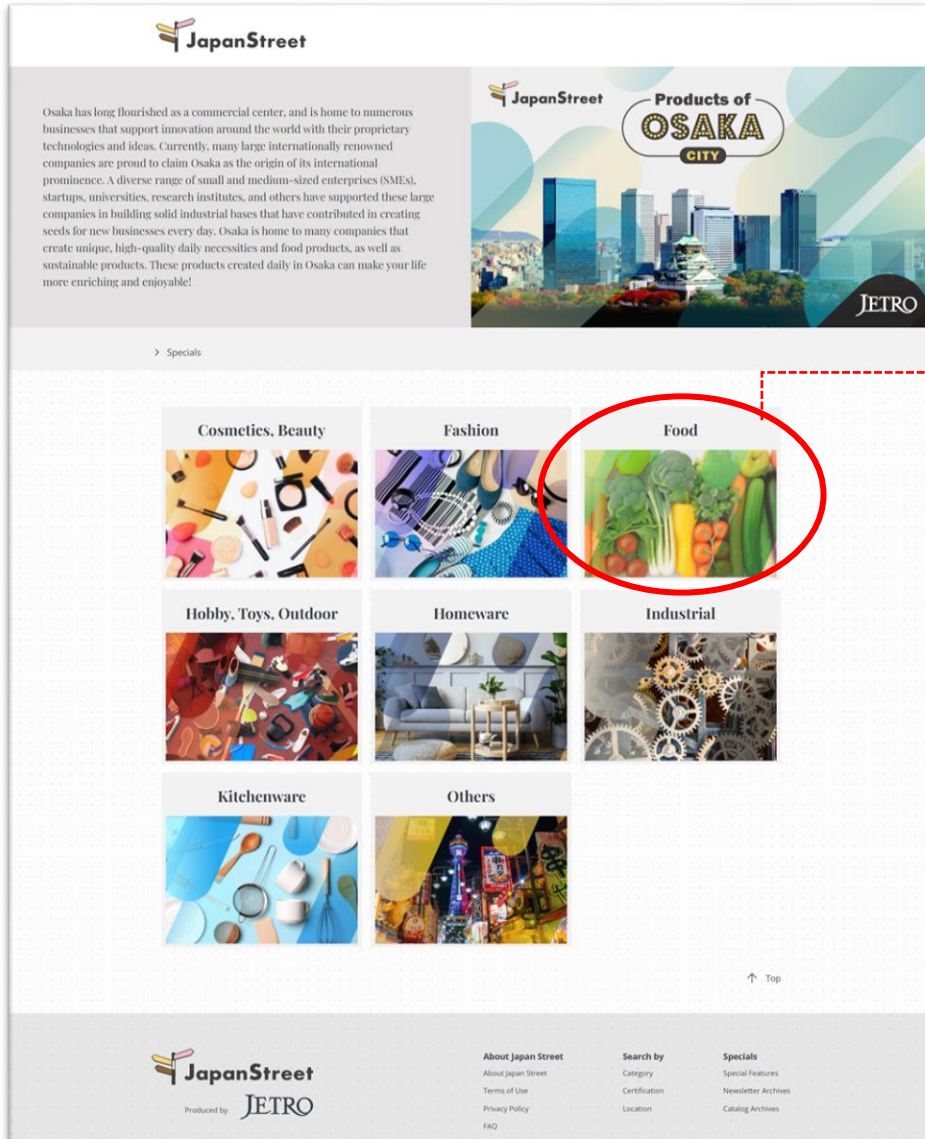 JapanStreet
Osaka has long flourished as a commercial center, and is home to numerous
businesses that support innovation around the world with their proprietary
technologies and ideas. Currently, many large internationally renowned
companies are proud to claim Osaka as the origin of its international
prominence. A diverse range of small and medium-sized enterprises (SMEs),
startups, universities, research institutes, and others have supported these large
companies in building solid industrial bases that have contributed in creating
seeds for new businesses every day. Osaka is home to many companies that
create unique, high-quality daily necessities and food products, as well as
sustainable products. These products created daily in Osaka can make your life
more enriching and enjoyable!
JapanStreet
Products of
OSAKA
CITY
JETRO
> Specials
Cosmetics, Beauty
Fashion
Food
Hobby, Toys, Outdoor
Homeware
Industrial
Kitchenware
Others
↑ Top
JapanStreet
Produced by JETRO
About Japan Street
About Japan Street
Terms of Use
Privacy Policy
FAQ
Search by
Category
Certification
Location
Specials
Special Features
Newsletter Archives
Catalog Archives